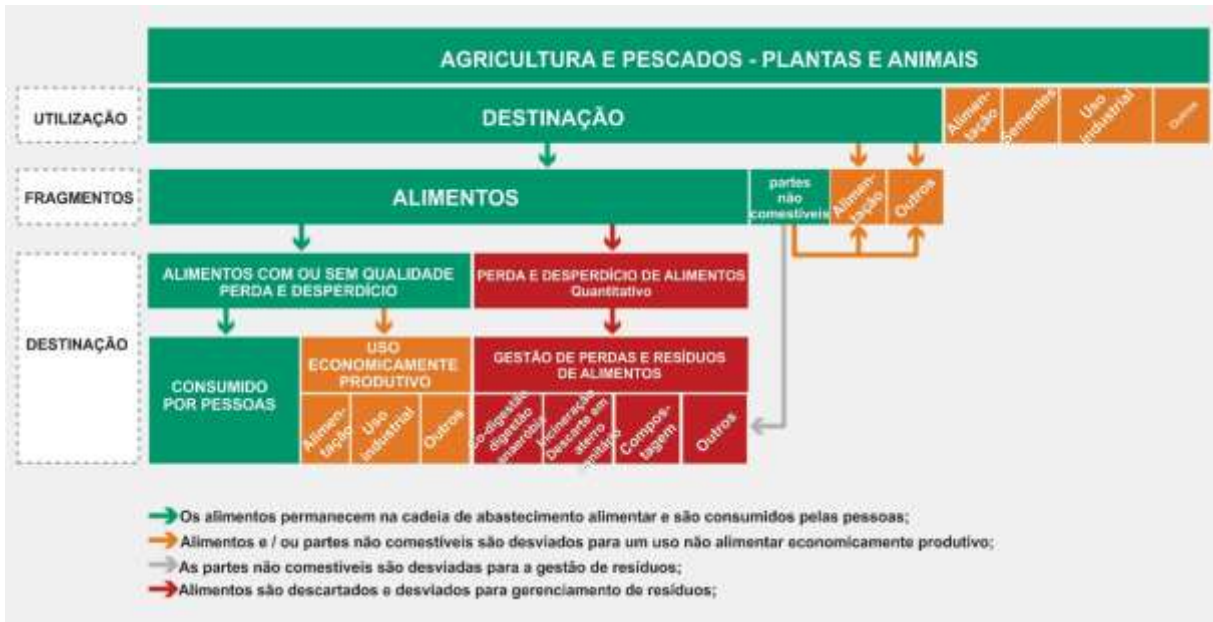 AGRICULTURA E PESCADOS - PLANTAS E ANIMAIS
UTILIZAÇÃO
DESTINAÇÃO
Alimen-
tação
Sementes
Uso
industrial
Outros
FRAGMENTOS
ALIMENTOS
partes
não
comestíveis
Alimen-
tação
Outros
DESTINAÇÃO
ALIMENTOS COM OU SEM QUALIDADE
PERDA E DESPERDÍCIO
PERDA E DESPERDÍCIO DE ALIMENTOS
Quantitativo
CONSUMIDO
POR PESSOAS
USO
ECONOMICAMENTE
PRODUTIVO
Alimen-
tação
Uso
industrial
Outros
GESTÃO DE PERDAS E RESÍDUOS
DE ALIMENTOS
Co-digestão
digestão
anaeróbia
Incineração
Descarte em
aterro
sanitário
Compos-
tagem
Outros
Os alimentos permanecem na cadeia de abastecimento alimentar e são consumidos pelas pessoas;
Alimentos e / ou partes não comestíveis são desviados para um uso não alimentar economicamente produtivo;
As partes não comestíveis são desviadas para a gestão de resíduos;
Alimentos são descartados e desviados para gerenciamento de resíduos;